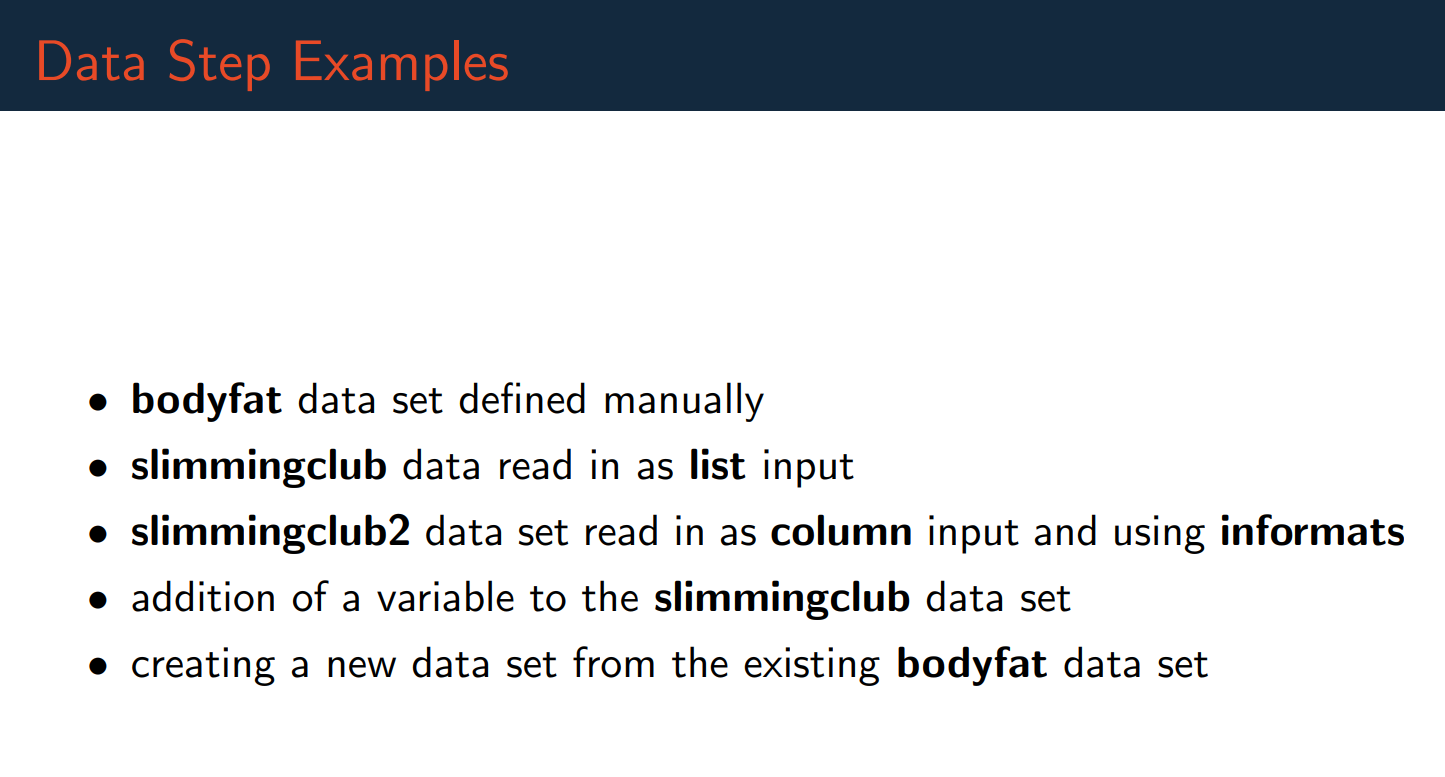 Data Step Examples
• bodyfat data set defined manually
• slimmingclub data read in as list input
• slimmingclub2 data set read in as column input and using informats
• addition of a variable to the slimmingclub data set
• creating a new data set from the existing bodyfat data set